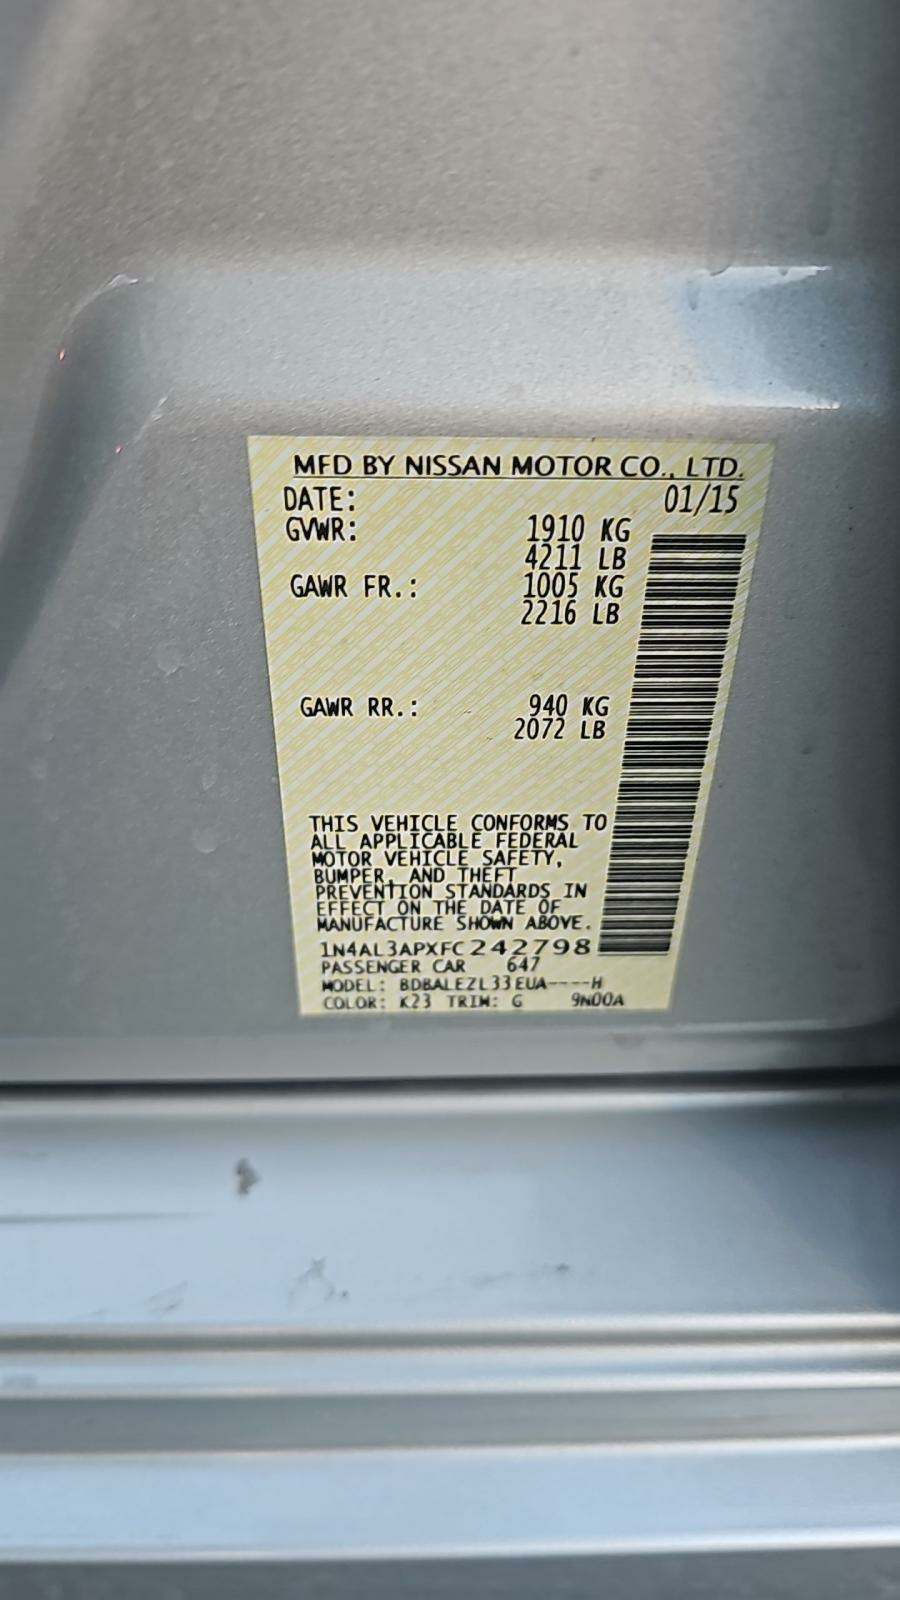 MFD BY NISSAN MOTOR CO., LTD.
DATE: 01/15
GVWR: 1910 KG
4211 LB
GAWR FR.: 1005 KG
2216 LB
GAWR RR.: 940 KG
2072 LB
THIS VEHICLE CONFORMS TO
ALL APPLICABLE FEDERAL
MOTOR VEHICLE SAFETY,
BUMPER, AND THEFT
PREVENTION STANDARDS IN
EFFECT ON THE DATE OF
MANUFACTURE SHOWN ABOVE.
1N4AL3APXFC242798
PASSENGER CAR 647
MODEL: BDBALEZL33EUA----H
COLOR: K23 TRIM: G 9N00A